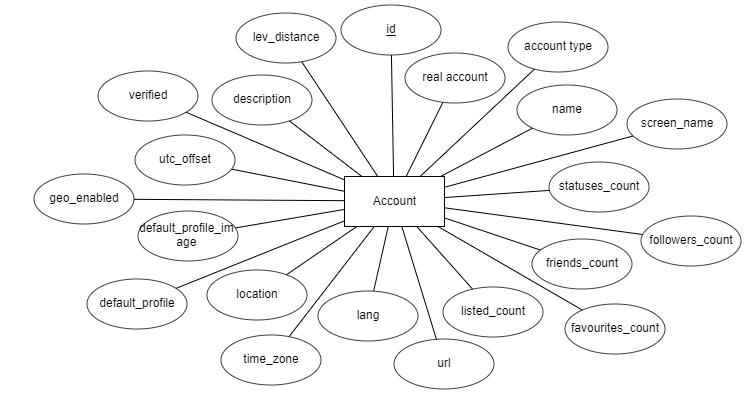 id
lev_distance
account type
real account
verified
description
name
screen_name
utc_offset
statuses_count
geo_enabled
Account
default_profile_im
age
followers_count
friends_count
location
default_profile
listed_count
lang
favourites_count
time_zone
url